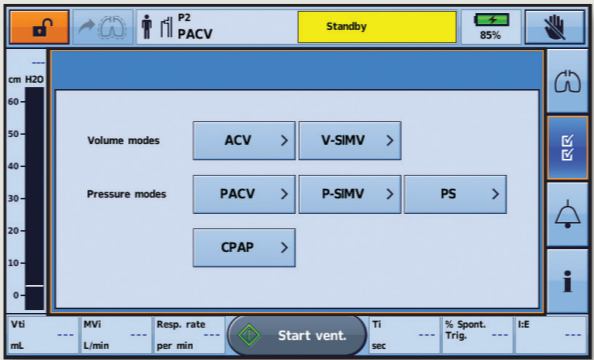 P2
PACV
Standby
85%
---
cm H2O
60
50
40
30
20
10
0
Volume modes
ACV >
V-SIMV >
Pressure modes
PACV >
P-SIMV >
PS >
CPAP >
i
Vti
---
mL
MVi
---
L/min
Resp. rate
---
per min
Start vent.
Ti
---
sec
% Spont.
Trig.
---
I:E
---